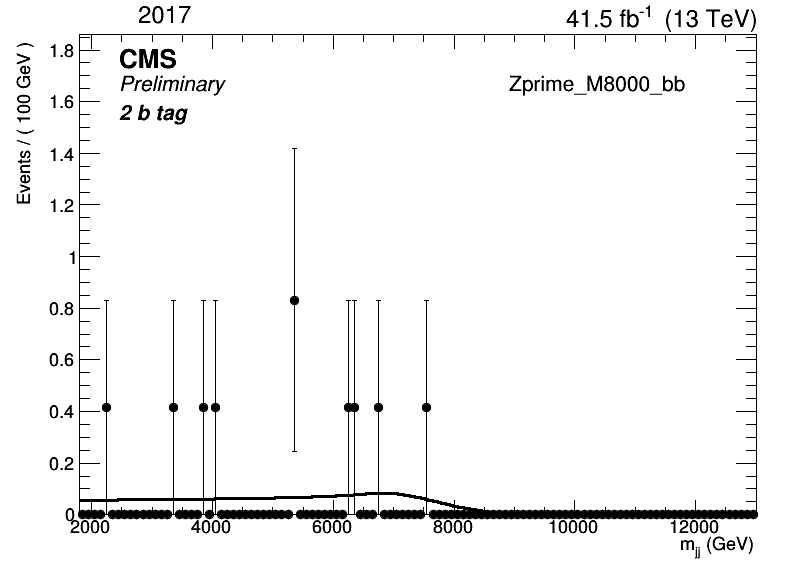 2017 41.5 fb-1 (13 TeV)
CMS
Preliminary
Zprime_M8000_bb
2 b tag
Events / ( 100 GeV )
1.8
1.6
1.4
1.2
1
0.8
0.6
0.4
0.2
0
2000 4000 6000 8000 10000 12000
mjj (GeV)